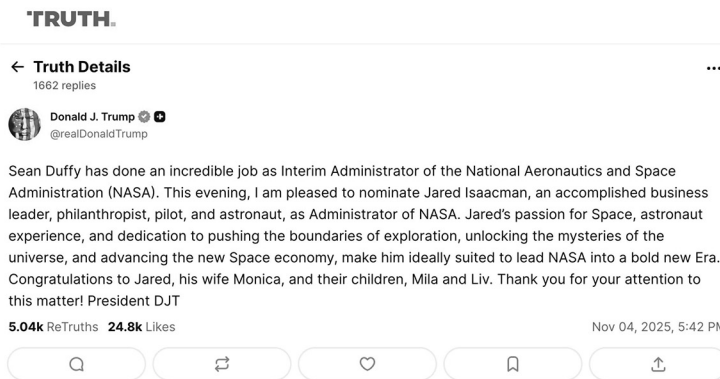 TRUTH.
Truth Details
1662 replies
Donald J. Trump
@realDonaldTrump
Sean Duffy has done an incredible job as Interim Administrator of the National Aeronautics and Space
Administration (NASA). This evening, I am pleased to nominate Jared Isaacman, an accomplished business
leader, philanthropist, pilot, and astronaut, as Administrator of NASA. Jared’s passion for Space, astronaut
experience, and dedication to pushing the boundaries of exploration, unlocking the mysteries of the
universe, and advancing the new Space economy, make him ideally suited to lead NASA into a bold new Era.
Congratulations to Jared, his wife Monica, and their children, Mila and Liv. Thank you for your attention to
this matter! President DJT
5.04k ReTruths 24.8k Likes Nov 04, 2025, 5:42 PM